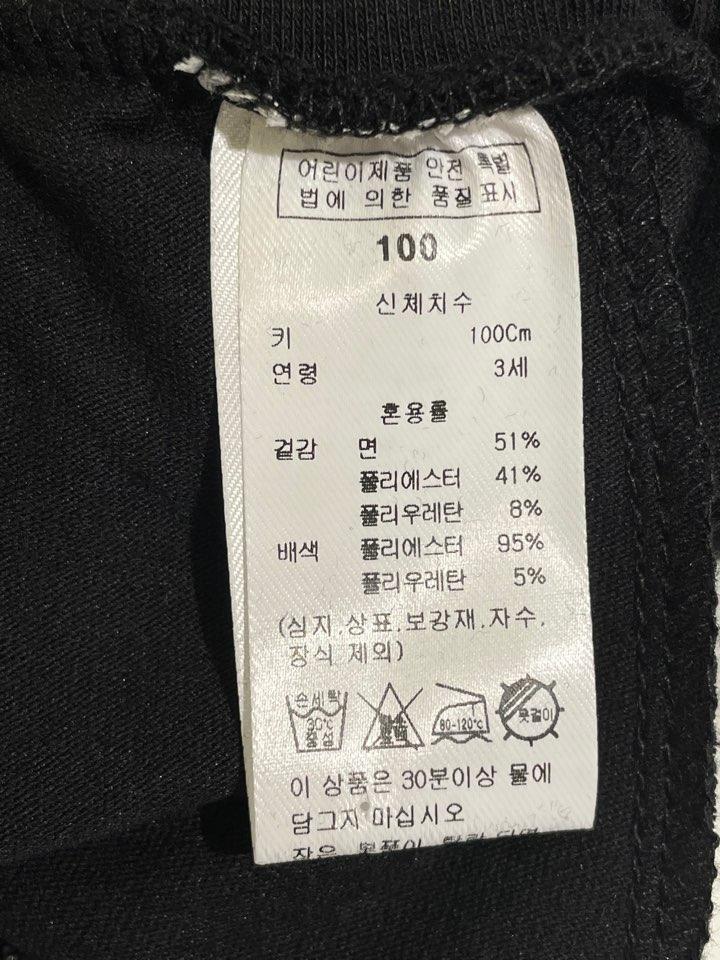 어린이제품 안전 특별
법에 의한 품질 표시
100
신체치수
키 100Cm
연령 3세
혼용률
겉감 면 51%
폴리에스터 41%
폴리우레탄 8%
배색 폴리에스터 95%
폴리우레탄 5%
(심지.상표.보강재.자수.
장식 제외)
손세탁 30℃ 중성 80-120℃ 옷걸이
이 상품은 30분이상 물에
담그지 마십시오
작은